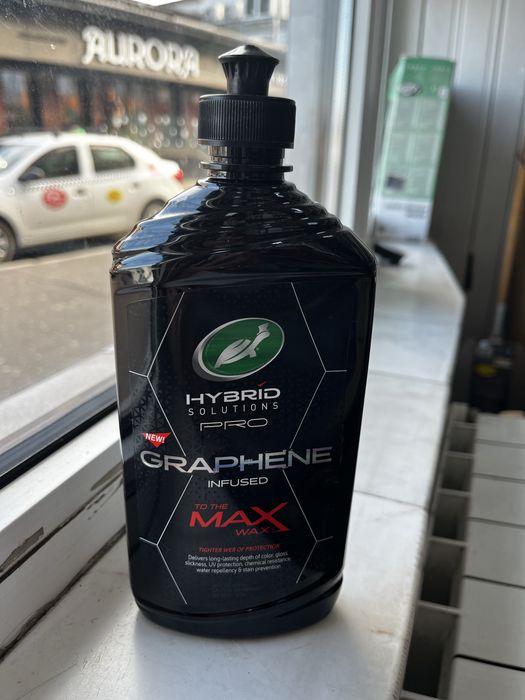 AURORA
HYBRID
SOLUTIONS
PRO
NEW!
GRAPHENE
INFUSED
TO THE
MAX
WAX
TIGHTER WEB OF PROTECTION
Delivers long-lasting depth of color, gloss,
slickness, UV protection, chemical resistance,
water repellency & stain prevention